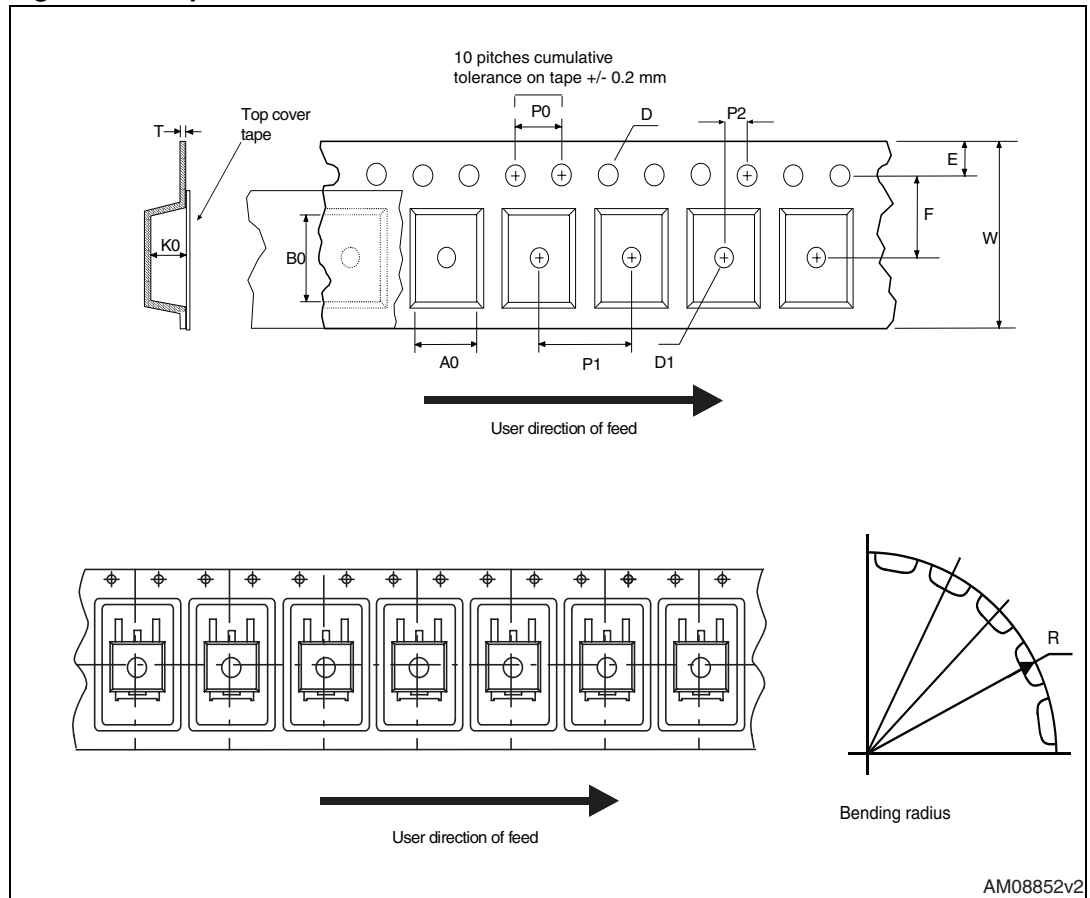 10 pitches cumulative
tolerance on tape +/- 0.2 mm
P0
D
P2
T
Top cover
tape
E
F
W
K0
B0
A0
P1
D1
User direction of feed
R
Bending radius
User direction of feed
AM08852v2